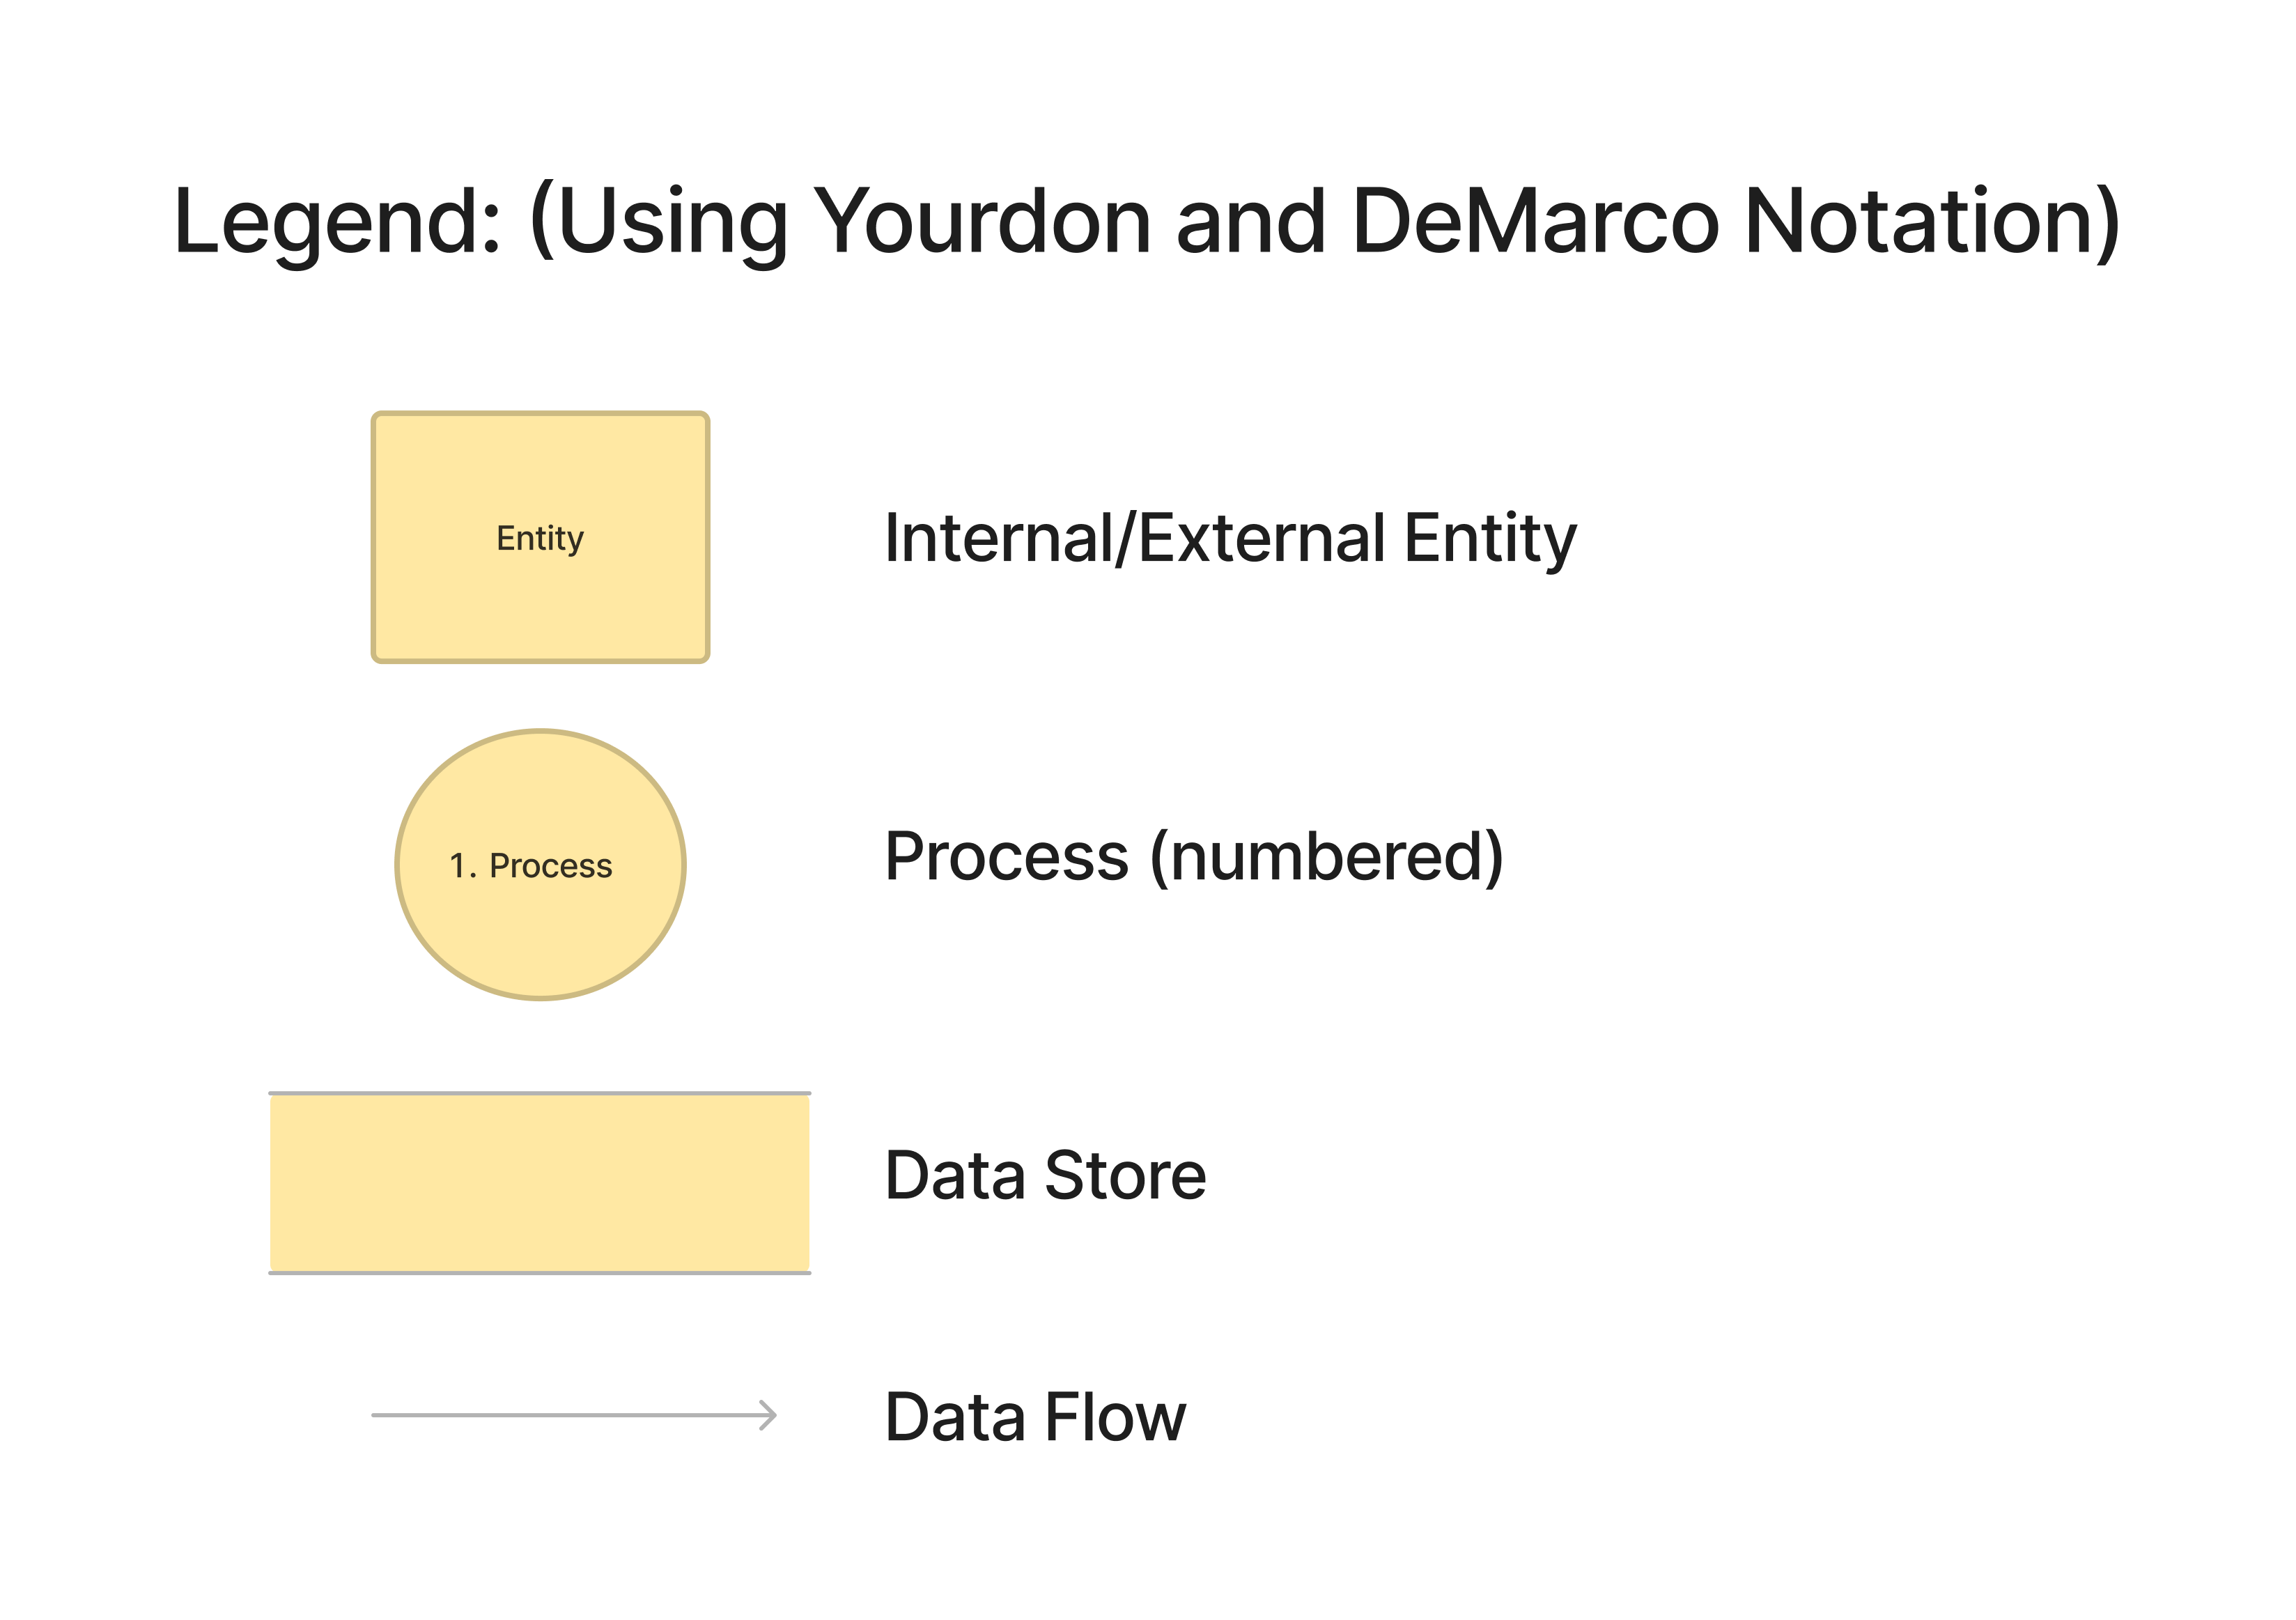 Legend: (Using Yourdon and DeMarco Notation)
Entity
Internal/External Entity
1. Process
Process (numbered)
Data Store
Data Flow